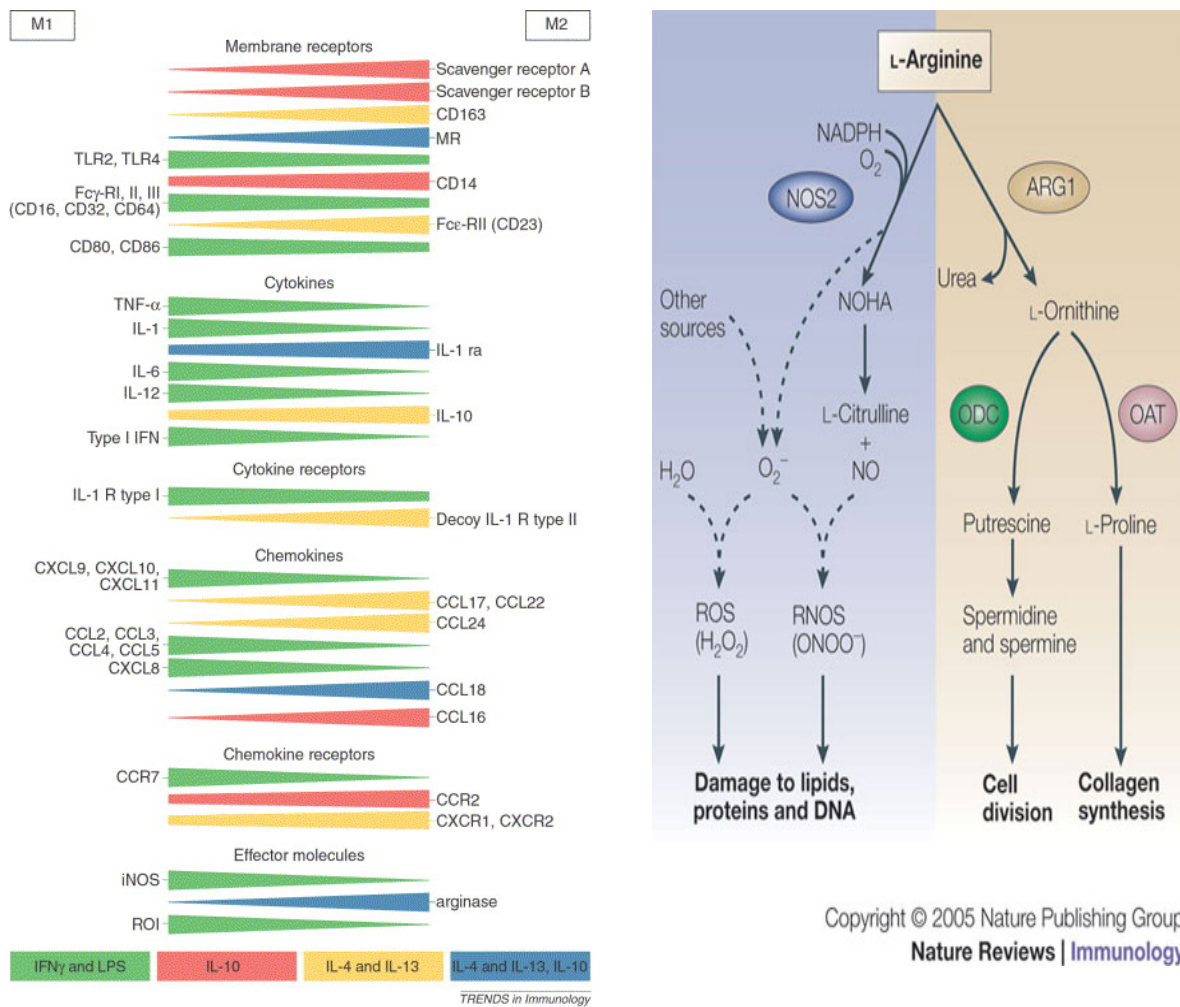 M1
M2
Membrane receptors
Scavenger receptor A
Scavenger receptor B
CD163
MR
TLR2, TLR4
CD14
Fcγ-RI, II, III
(CD16, CD32, CD64)
Fcε-RII (CD23)
CD80, CD86
Cytokines
TNF-α
IL-1
IL-1 ra
IL-6
IL-12
IL-10
Type I IFN
Cytokine receptors
IL-1 R type I
Decoy IL-1 R type II
Chemokines
CXCL9, CXCL10,
CXCL11
CCL17, CCL22
CCL24
CCL2, CCL3,
CCL4, CCL5
CXCL8
CCL18
CCL16
Chemokine receptors
CCR7
CCR2
CXCR1, CXCR2
Effector molecules
iNOS
arginase
ROI
IFNγ and LPS
IL-10
IL-4 and IL-13
IL-4 and IL-13, IL-10
TRENDS in Immunology
L-Arginine
NADPH
O₂
NOS2
ARG1
Urea
Other
sources
NOHA
L-Ornithine
ODC
OAT
L-Citrulline
+
NO
H₂O
O₂⁻
Putrescine
L-Proline
ROS
(H₂O₂)
RNOS
(ONOO⁻)
Spermidine
and spermine
Damage to lipids,
proteins and DNA
Cell
division
Collagen
synthesis
Copyright © 2005 Nature Publishing Group
Nature Reviews | Immunology